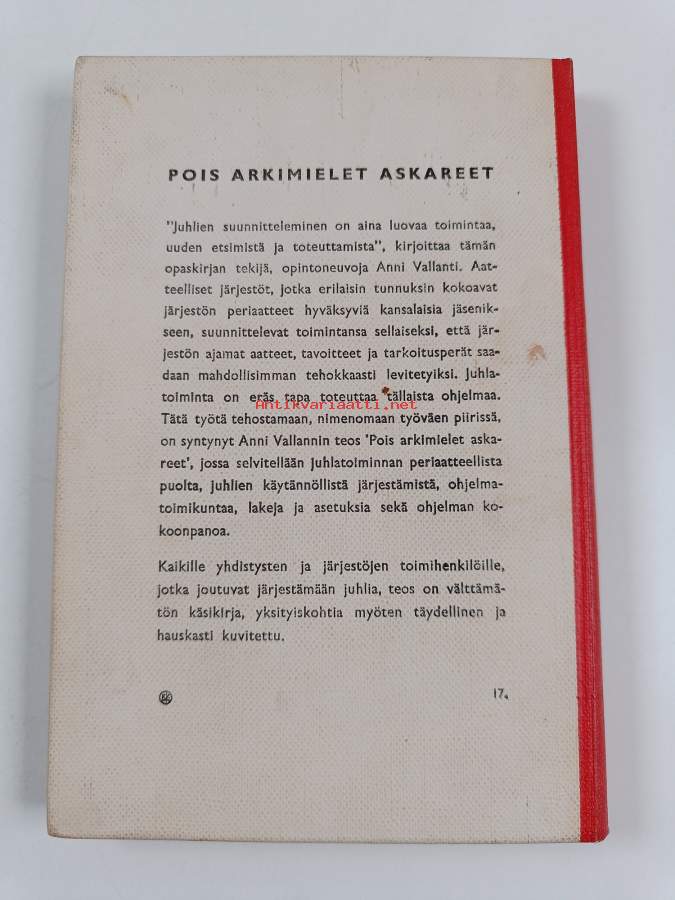 POIS ARKIMIELET ASKAREET
"Juhlien suunnitteleminen on aina luovaa toimintaa,
uuden etsimistä ja toteuttamista", kirjoittaa tämän
opaskirjan tekijä, opintoneuvoja Anni Vallanti. Aat-
teelliset järjestöt, jotka erilaisin tunnuksin kokoavat
järjestön periaatteet hyväksyviä kansalaisia jäsenik-
seen, suunnittelevat toimintansa sellaiseksi, että jär-
jestön ajamat aatteet, tavoitteet ja tarkoitusperät saa-
daan mahdollisimman tehokkaasti levitetyiksi. Juhla-
toiminta on eräs tapa toteuttaa tällaista ohjelmaa.
Antikvariaatti.net
Tätä työtä tehostamaan, nimenomaan työväen piirissä,
on syntynyt Anni Vallannin teos 'Pois arkimielet aska-
reet', jossa selvitellään juhlatoiminnan periaatteellista
puolta, juhlien käytännöllistä järjestämistä, ohjelma-
toimikuntaa, lakeja ja asetuksia sekä ohjelman ko-
koonpanoa.
Kaikille yhdistysten ja järjestöjen toimihenkilöille,
jotka joutuvat järjestämään juhlia, teos on välttämä-
tön käsikirja, yksityiskohtia myöten täydellinen ja
hauskasti kuvitettu.
17.